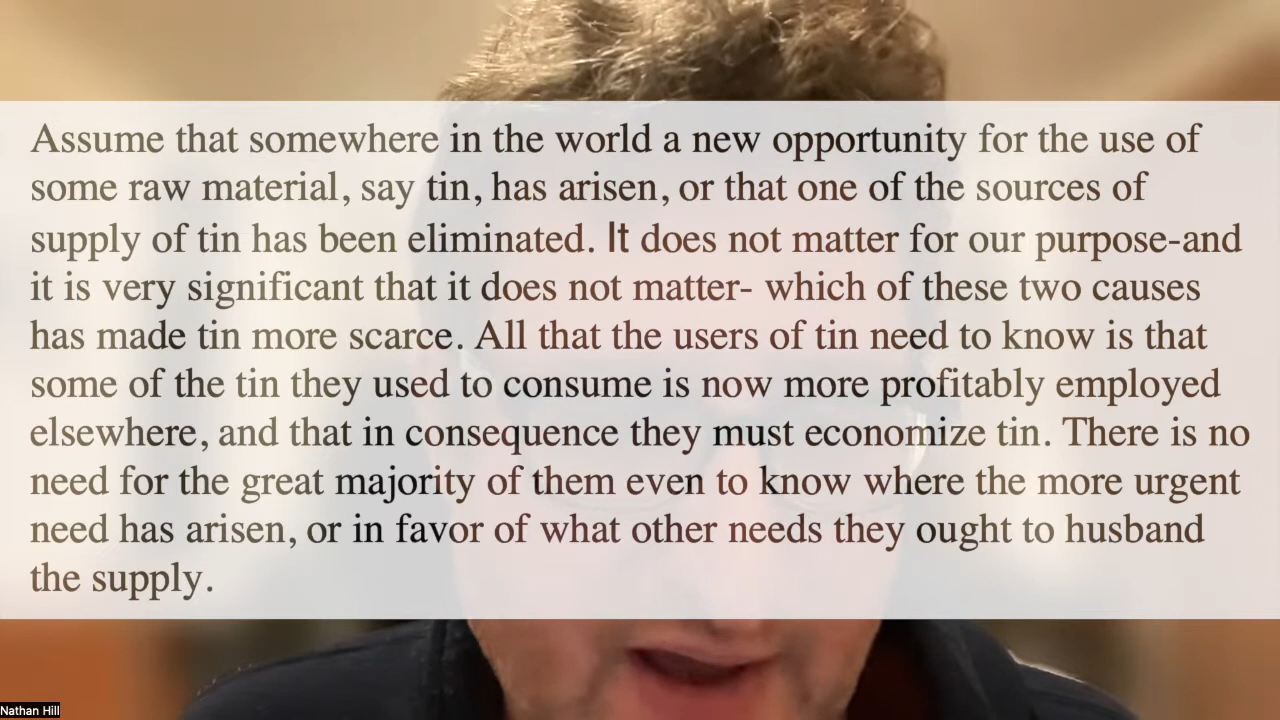 Assume that somewhere in the world a new opportunity for the use of
some raw material, say tin, has arisen, or that one of the sources of
supply of tin has been eliminated. It does not matter for our purpose-and
it is very significant that it does not matter- which of these two causes
has made tin more scarce. All that the users of tin need to know is that
some of the tin they used to consume is now more profitably employed
elsewhere, and that in consequence they must economize tin. There is no
need for the great majority of them even to know where the more urgent
need has arisen, or in favor of what other needs they ought to husband
the supply.
Nathan Hill